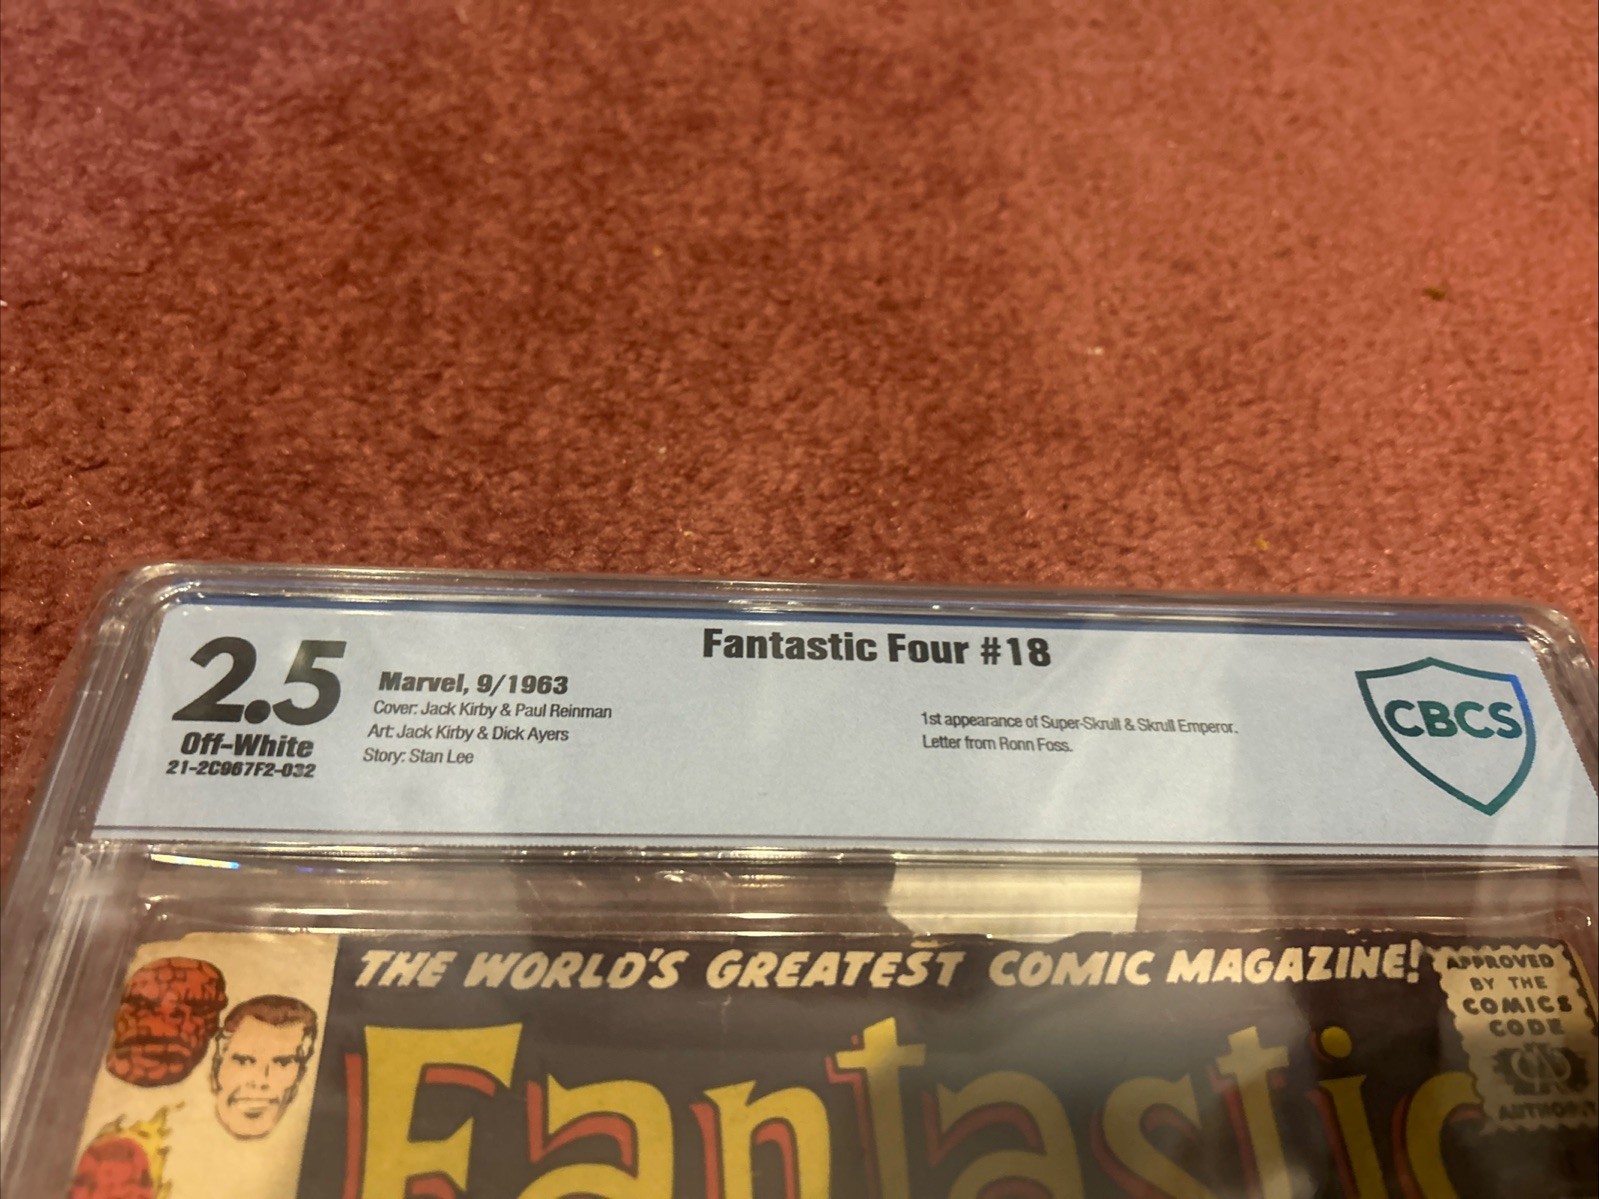 Fantastic Four #18
2.5
Off-White
21-2C967F2-032
Marvel, 9/1963
Cover: Jack Kirby & Paul Reinman
Art: Jack Kirby & Dick Ayers
Story: Stan Lee
1st appearance of Super-Skrull & Skrull Emperor.
Letter from Ronn Foss.
CBCS
THE WORLD'S GREATEST COMIC MAGAZINE!
APPROVED
BY THE
COMICS
CODE
CA
AUTHORITY
Fantastic